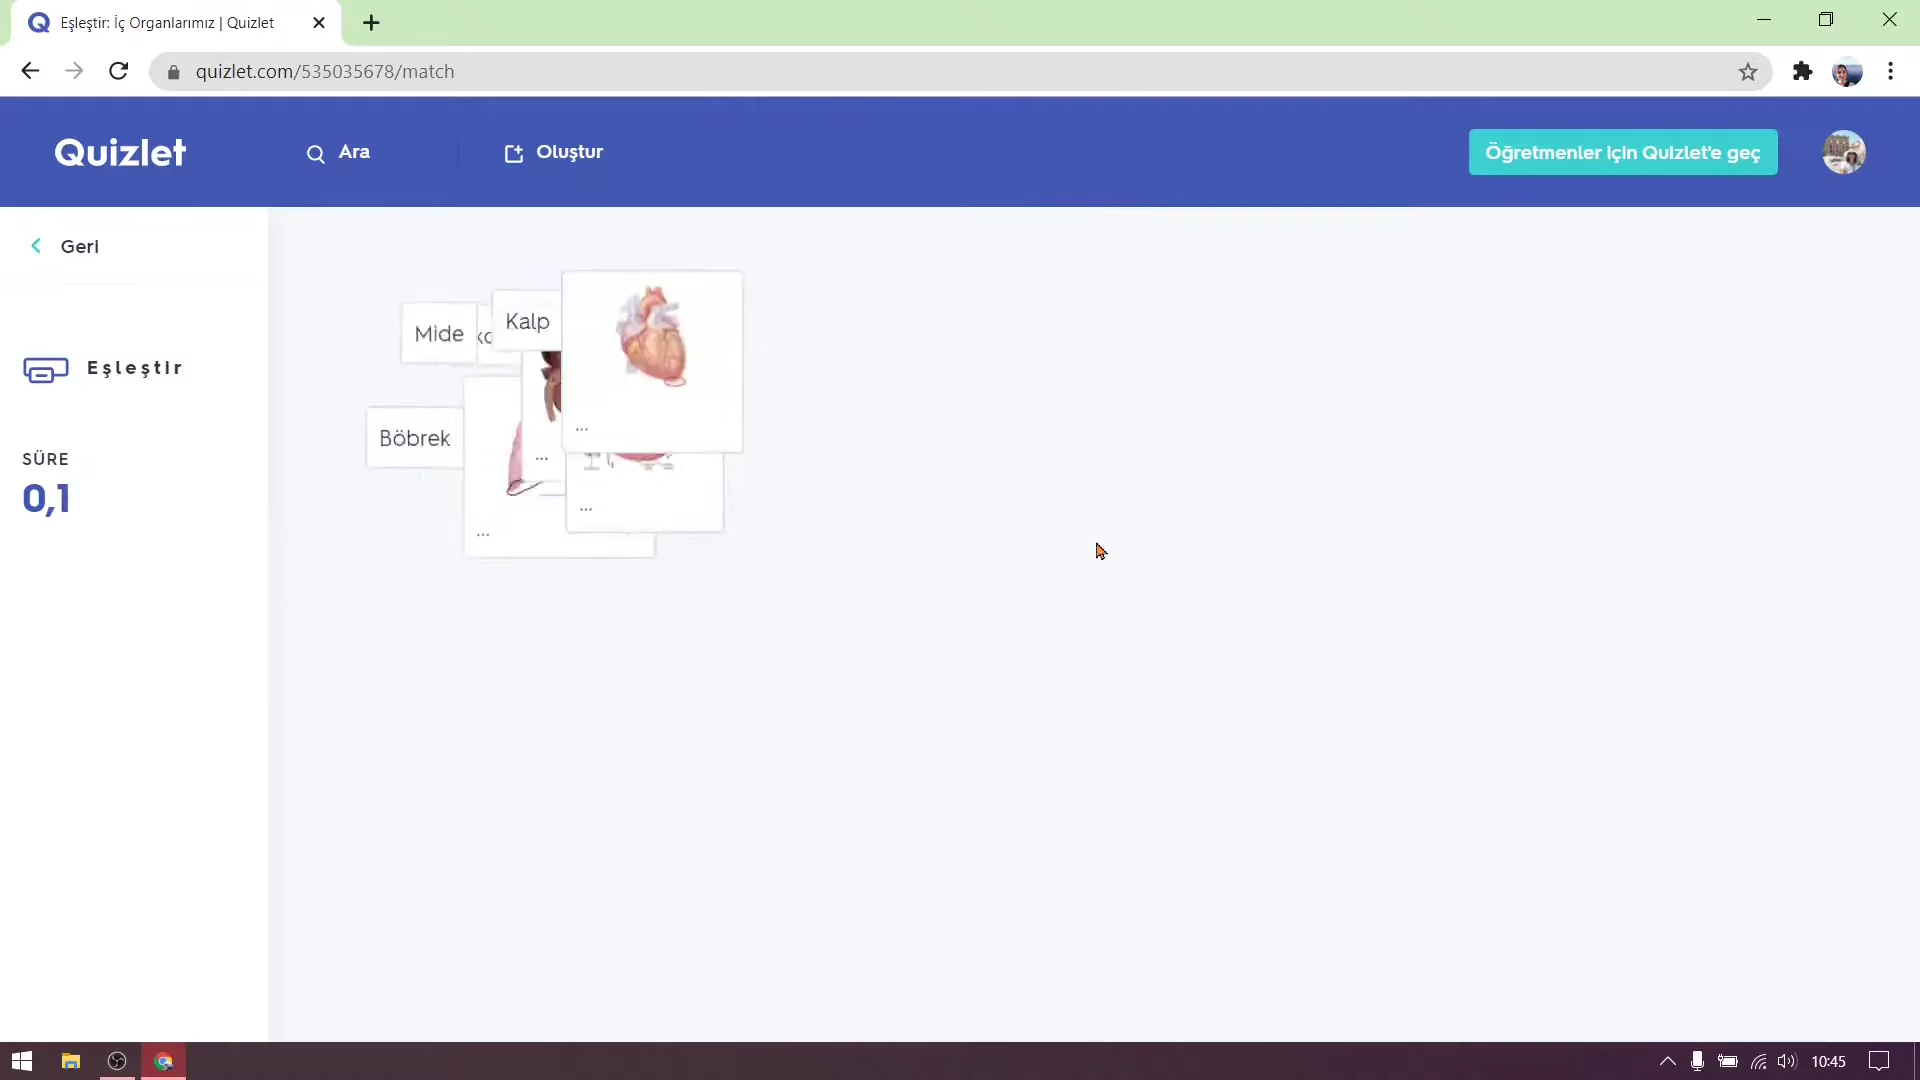 Eşleştir: İç Organlarımız | Quizlet
quizlet.com/535035678/match
Quizlet
Ara
Oluştur
Öğretmenler için Quizlet'e geç
Geri
Eşleştir
SÜRE
0,1
Kalp
Mide
Böbrek
...
...
...
...
10:45